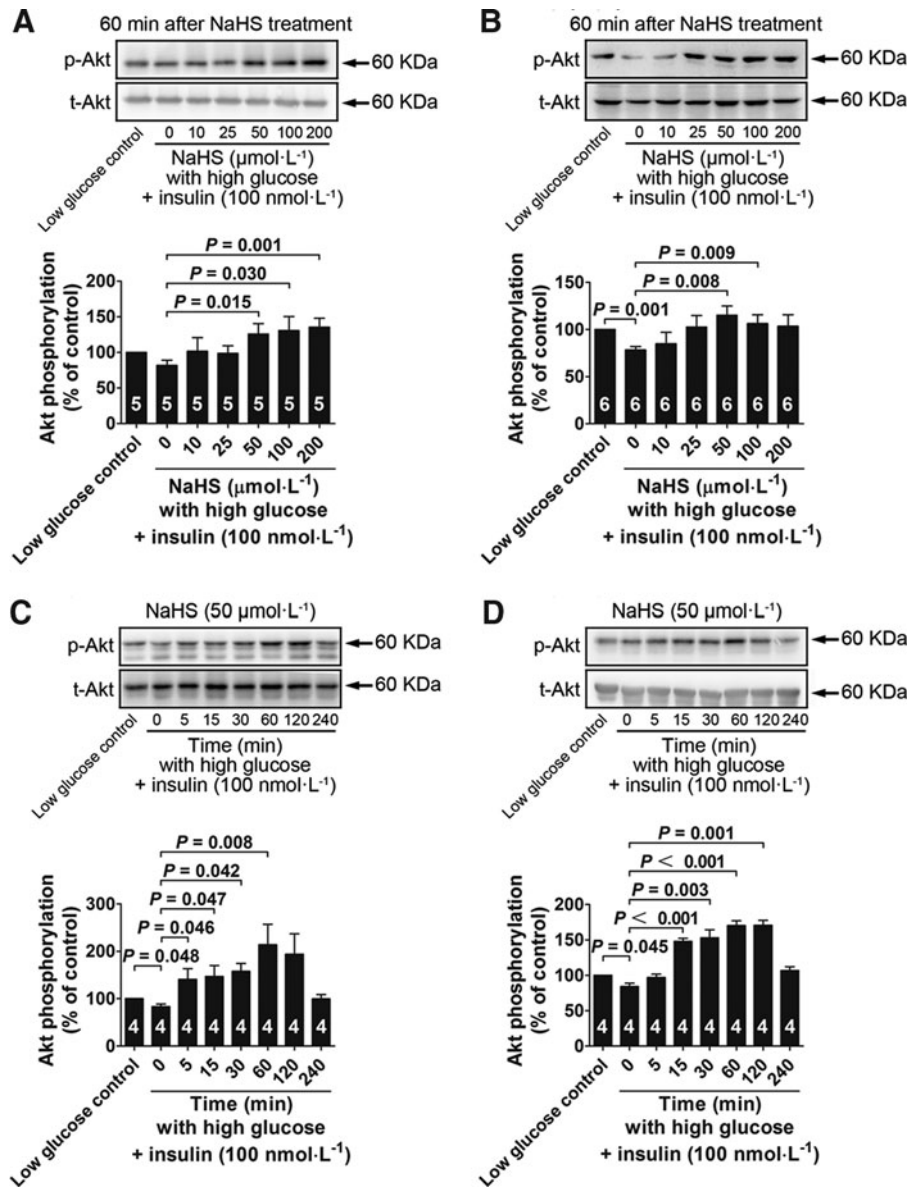 A
60 min after NaHS treatment
p-Akt
60 KDa
t-Akt
60 KDa
Low glucose control
0 10 25 50 100 200
NaHS (µmol·L⁻¹)
with high glucose
+ insulin (100 nmol·L⁻¹)
P = 0.001
P = 0.030
P = 0.015
Akt phosphorylation
(% of control)
200
150
100
50
0
5 5 5 5 5 5 5
Low glucose control
0 10 25 50 100 200
NaHS (µmol·L⁻¹)
with high glucose
+ insulin (100 nmol·L⁻¹)
B
60 min after NaHS treatment
p-Akt
60 KDa
t-Akt
60 KDa
Low glucose control
0 10 25 50 100 200
NaHS (µmol·L⁻¹)
with high glucose
+ insulin (100 nmol·L⁻¹)
P = 0.009
P = 0.008
P = 0.001
Akt phosphorylation
(% of control)
150
100
50
0
6 6 6 6 6 6 6
Low glucose control
0 10 25 50 100 200
NaHS (µmol·L⁻¹)
with high glucose
+ insulin (100 nmol·L⁻¹)
C
NaHS (50 µmol·L⁻¹)
p-Akt
60 KDa
t-Akt
60 KDa
Low glucose control
0 5 15 30 60 120 240
Time (min)
with high glucose
+ insulin (100 nmol·L⁻¹)
P = 0.008
P = 0.042
P = 0.047
P = 0.046
P = 0.048
Akt phosphorylation
(% of control)
300
200
100
0
4 4 4 4 4 4 4 4
Low glucose control
0 5 15 30 60 120 240
Time (min)
with high glucose
+ insulin (100 nmol·L⁻¹)
D
NaHS (50 µmol·L⁻¹)
p-Akt
60 KDa
t-Akt
60 KDa
Low glucose control
0 5 15 30 60 120 240
Time (min)
with high glucose
+ insulin (100 nmol·L⁻¹)
P = 0.001
P < 0.001
P = 0.003
P < 0.001
P = 0.045
Akt phosphorylation
(% of control)
200
150
100
50
0
4 4 4 4 4 4 4 4
Low glucose control
0 5 15 30 60 120 240
Time (min)
with high glucose
+ insulin (100 nmol·L⁻¹)